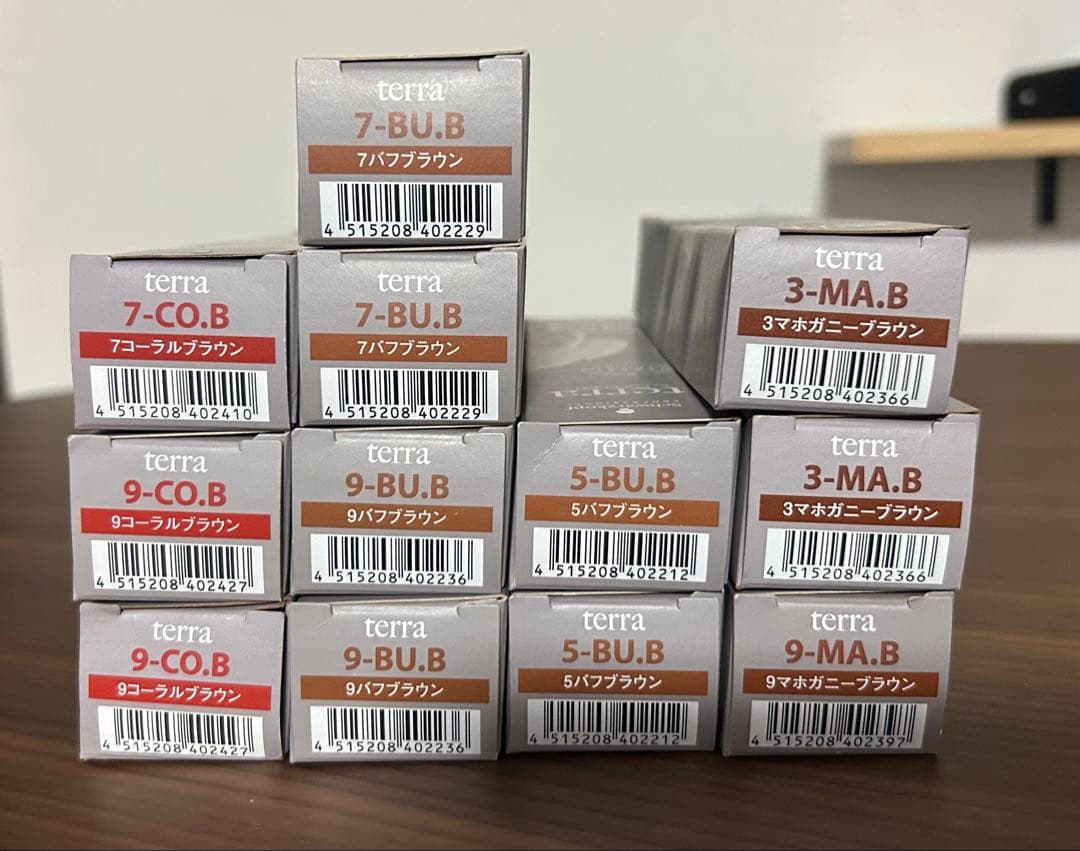 terra
7-BU.B
7バフブラウン
4 515208 402229
terra
7-CO.B
7コーラルブラウン
4 515208 402410
terra
7-BU.B
7バフブラウン
4 515208 402229
terra
Schwarzkopf
terra
3-MA.B
3マホガニーブラウン
4 515208 402366
terra
9-CO.B
9コーラルブラウン
4 515208 402427
terra
9-BU.B
9バフブラウン
4 515208 402236
terra
5-BU.B
5バフブラウン
4 515208 402212
terra
3-MA.B
3マホガニーブラウン
4 515208 402366
terra
9-CO.B
9コーラルブラウン
4 515208 402427
terra
9-BU.B
9バフブラウン
4 515208 402236
terra
5-BU.B
5バフブラウン
4 515208 402212
terra
9-MA.B
9マホガニーブラウン
4 515208 402397